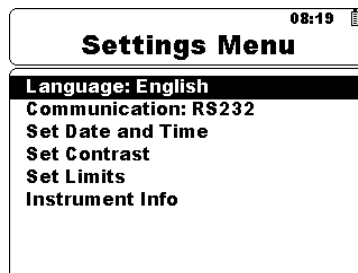 08:19
Settings Menu
Language: English
Communication: RS232
Set Date and Time
Set Contrast
Set Limits
Instrument Info